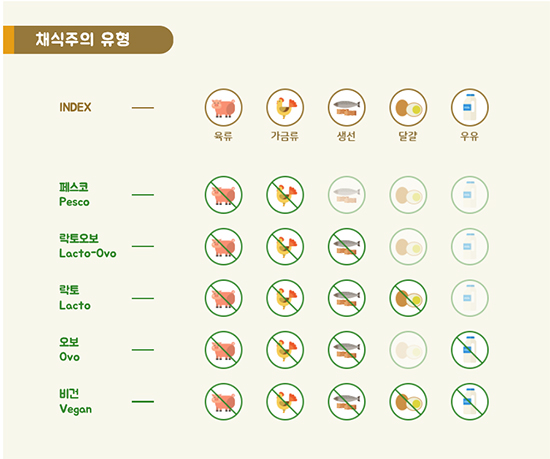 채식주의 유형
INDEX
육류 가금류 생선 달걀 우유
페스코
Pesco
락토오보
Lacto-Ovo
락토
Lacto
오보
Ovo
비건
Vegan